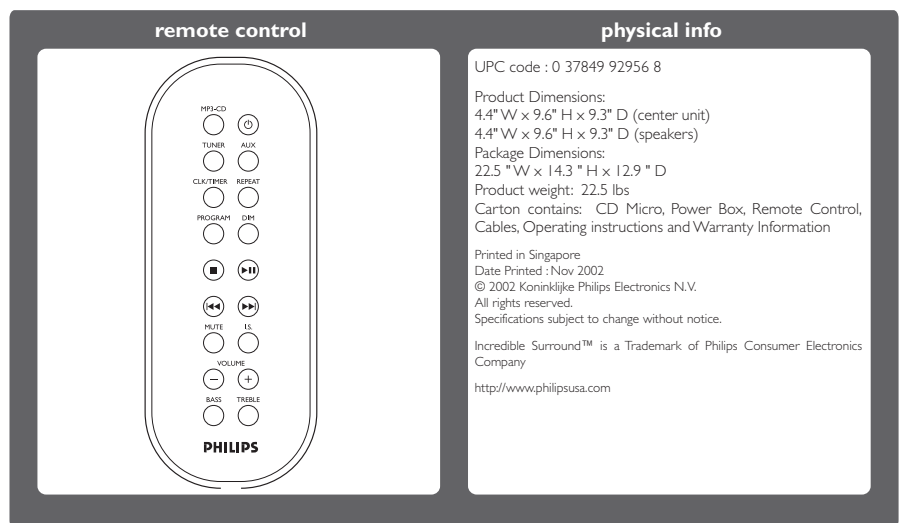 remote control
MP3-CD
TUNER AUX
CLK/TIMER REPEAT
PROGRAM DIM
MUTE I.S.
VOLUME
BASS TREBLE
PHILIPS
physical info
UPC code : 0 37849 92956 8
Product Dimensions:
4.4" W x 9.6" H x 9.3" D (center unit)
4.4" W x 9.6" H x 9.3" D (speakers)
Package Dimensions:
22.5 " W x 14.3 " H x 12.9 " D
Product weight: 22.5 lbs
Carton contains: CD Micro, Power Box, Remote Control,
Cables, Operating instructions and Warranty Information
Printed in Singapore
Date Printed : Nov 2002
© 2002 Koninklijke Philips Electronics N.V.
All rights reserved.
Specifications subject to change without notice.
Incredible Surround™ is a Trademark of Philips Consumer Electronics
Company
http://www.philipsusa.com